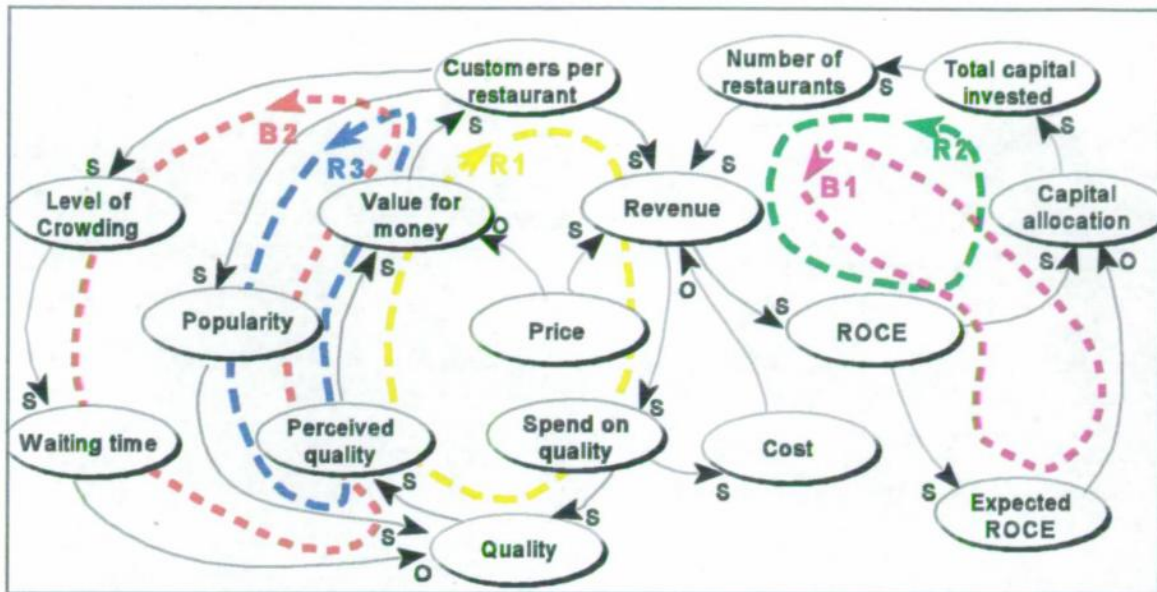 Customers per
restaurant
Number of
restaurants
Total capital
invested
S
S
B2
S
R3
R1
R2
B1
S
S
S
S
Level of
Crowding
Value for
money
O
Revenue
Capital
allocation
S
S
S
S
O
O
Popularity
Price
S
ROCE
S
S
Waiting time
Perceived
quality
Spend on
quality
Cost
S
S
S
Expected
ROCE
S
S
Quality
O